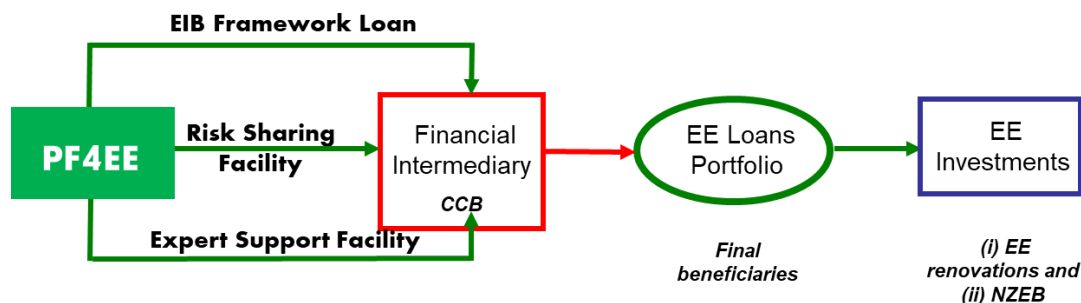 EIB Framework Loan
PF4EE
Risk Sharing
Facility
Expert Support Facility
Financial
Intermediary
CCB
EE Loans
Portfolio
Final
beneficiaries
EE
Investments
(i) EE
renovations and
(ii) NZEB